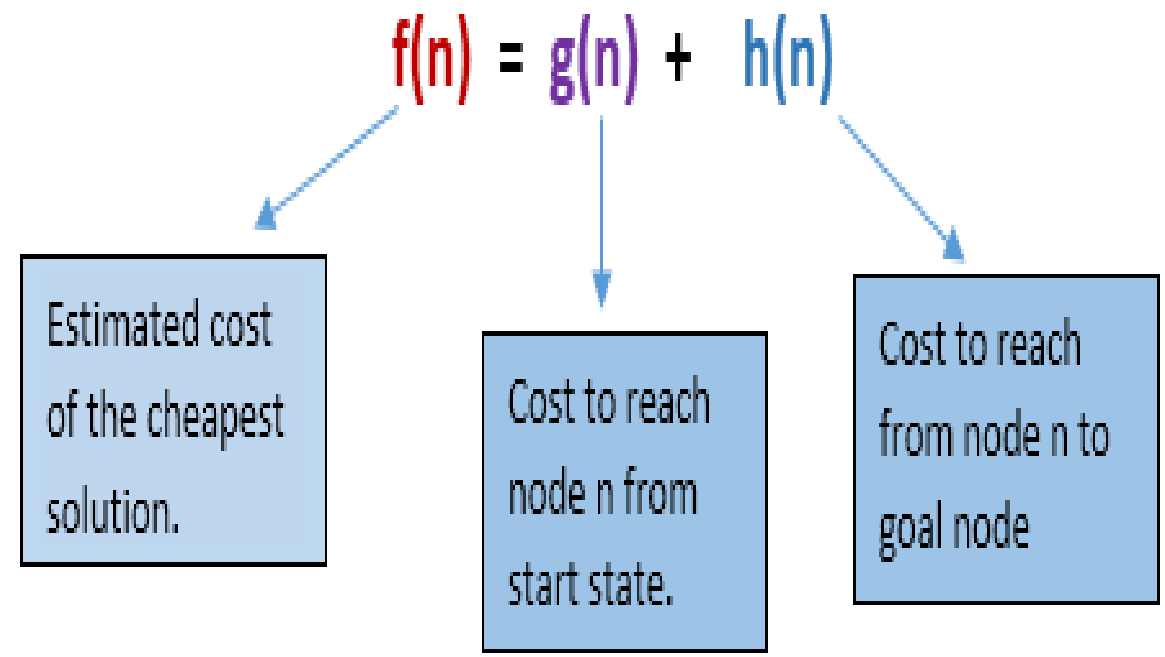 f(n) = g(n) + h(n)
Estimated cost
of the cheapest
solution.
Cost to reach
node n from
start state.
Cost to reach
from node n to
goal node